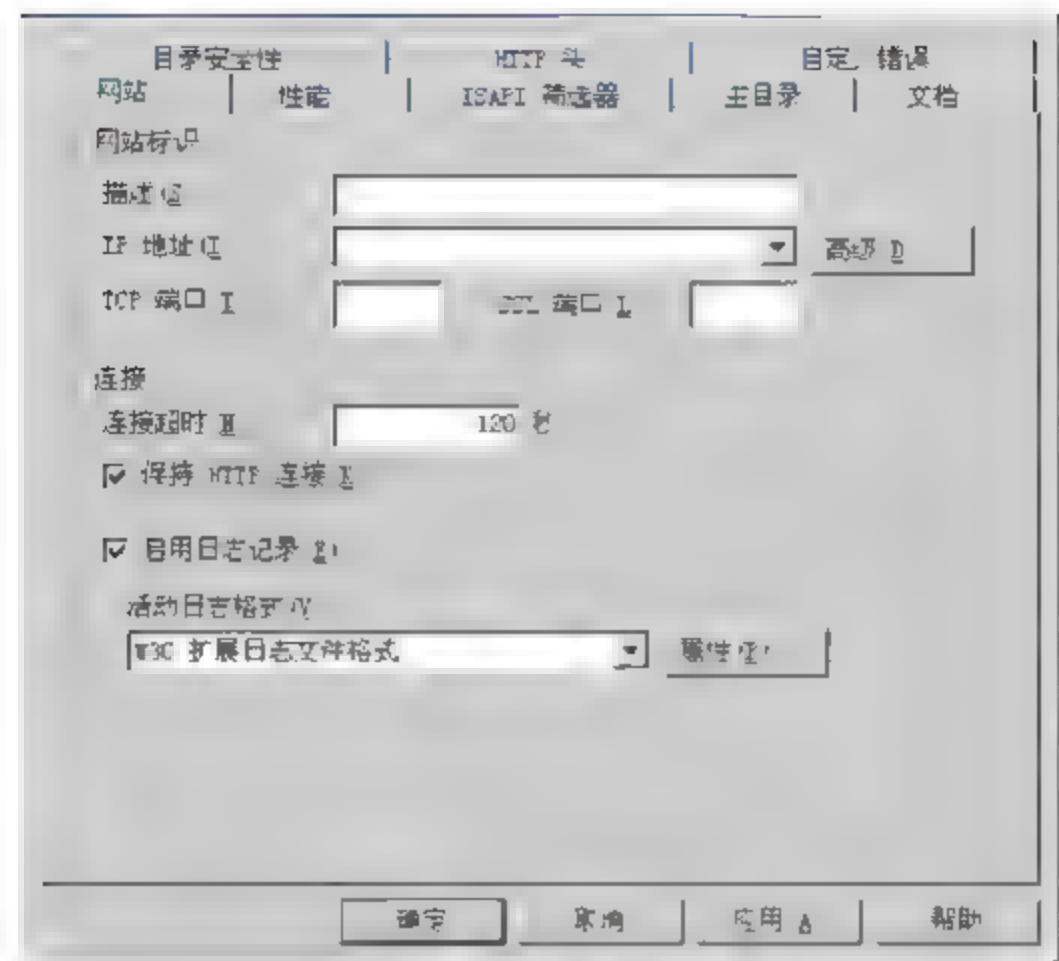 目录安全性 HTTP 头 自定 错误
网站 性能 ISAPI 筛选器 主目录 文档
网站标识
描述(S
IP 地址(I 高级 D
TCP 端口 T 端口 L
连接
连接超时 N 120 秒
保持 HTTP 连接 K
启用日志记录
活动日志格式(V
W3C 扩展日志文件格式 属性(P)
确定 取消 应用 A 帮助